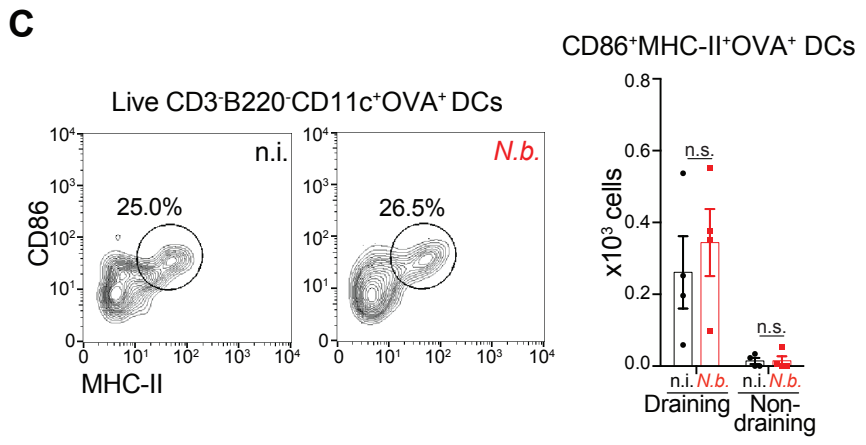 C
Live CD3⁻B220⁻CD11c⁺OVA⁺ DCs
CD86
10⁴
10³
10²
10¹
0
n.i.
25.0%
0 10¹ 10² 10³ 10⁴
MHC-II
10⁴
10³
10²
10¹
0
N.b.
26.5%
0 10¹ 10² 10³ 10⁴
CD86⁺MHC-II⁺OVA⁺ DCs
x10³ cells
0.8
0.6
0.4
0.2
0.0
n.s.
n.s.
n.i. N.b. n.i. N.b.
Draining Non-
draining